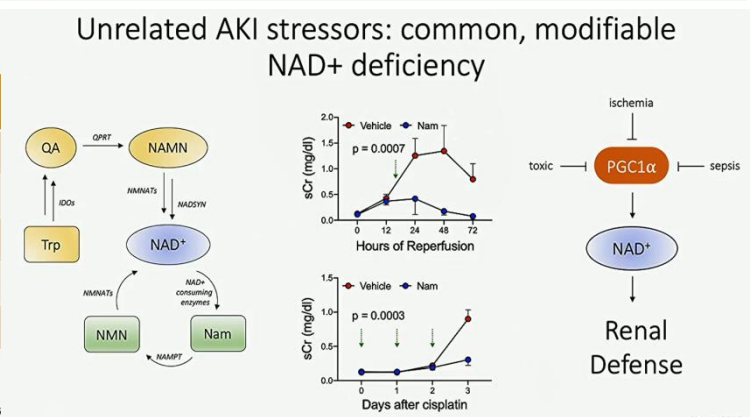 Unrelated AKI stressors: common, modifiable
NAD+ deficiency
QA
QPRT
NAMN
IDOs
NMNATs
NADSYN
Trp
NAD+
NMNATs
NAD+
consuming
enzymes
NMN
Nam
NAMPT
Vehicle Nam
p = 0.0007
sCr (mg/dl)
2.0
1.5
1.0
0.5
0.0
0 12 24 48 72
Hours of Reperfusion
Vehicle Nam
p = 0.0003
sCr (mg/dl)
1.5
1.0
0.5
0.0
0 1 2 3
Days after cisplatin
ischemia
toxic
PGC1α
sepsis
NAD+
Renal
Defense